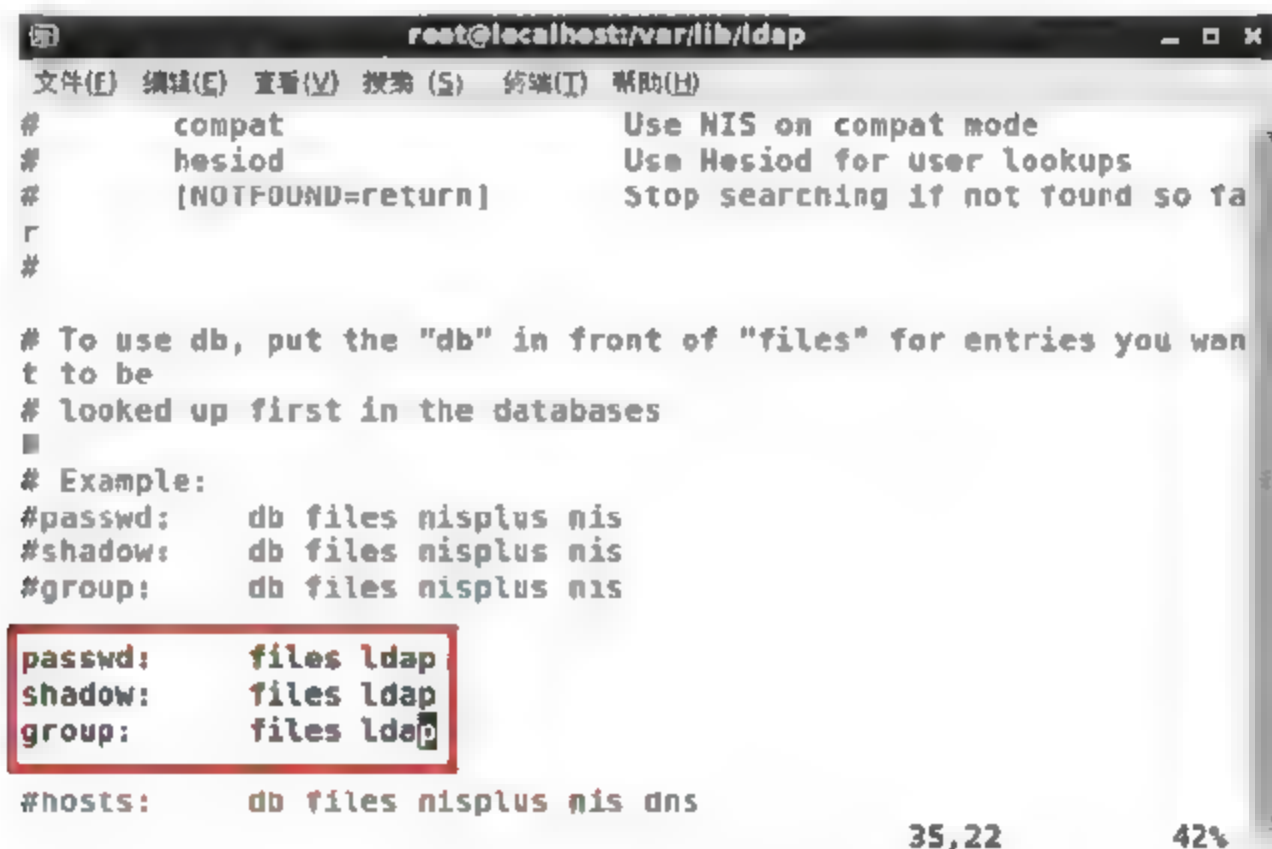 root@localhost:/var/lib/ldap
文件(F) 编辑(E) 查看(V) 搜索 (S) 终端(T) 帮助(H)
#       compat                  Use NIS on compat mode
#       hesiod                  Use Hesiod for user lookups
#       [NOTFOUND=return]       Stop searching if not found so fa
r
#
# To use db, put the "db" in front of "files" for entries you wan
t to be
# looked up first in the databases
# Example:
#passwd:    db files nisplus nis
#shadow:    db files nisplus nis
#group:     db files nisplus nis
passwd:     files ldap
shadow:     files ldap
group:      files ldap
#hosts:     db files nisplus nis dns
35,22 42%